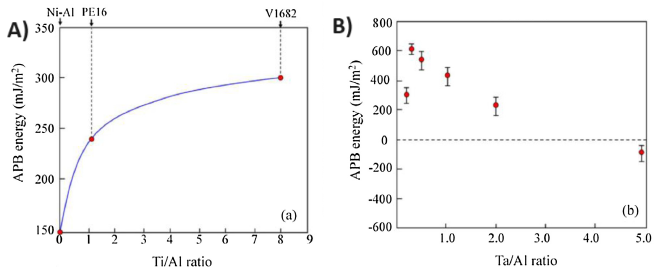 A)
Ni-Al PE16 V1682
APB energy (mJ/m²)
350
300
250
200
150
0 1 2 3 4 5 6 7 8 9
(a)
Ti/Al ratio
B)
APB energy (mJ/m²)
800
600
400
200
0
-200
-400
-600
1.0 2.0 3.0 4.0 5.0
(b)
Ta/Al ratio